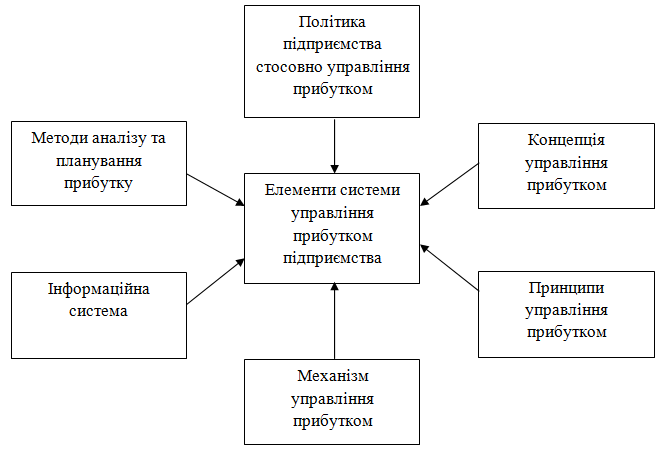 Політика
підприємства
стосовно управління
прибутком
Методи аналізу та
планування
прибутку
Концепція
управління
прибутком
Елементи системи
управління
прибутком
підприємства
Інформаційна
система
Принципи
управління
прибутком
Механізм
управління
прибутком